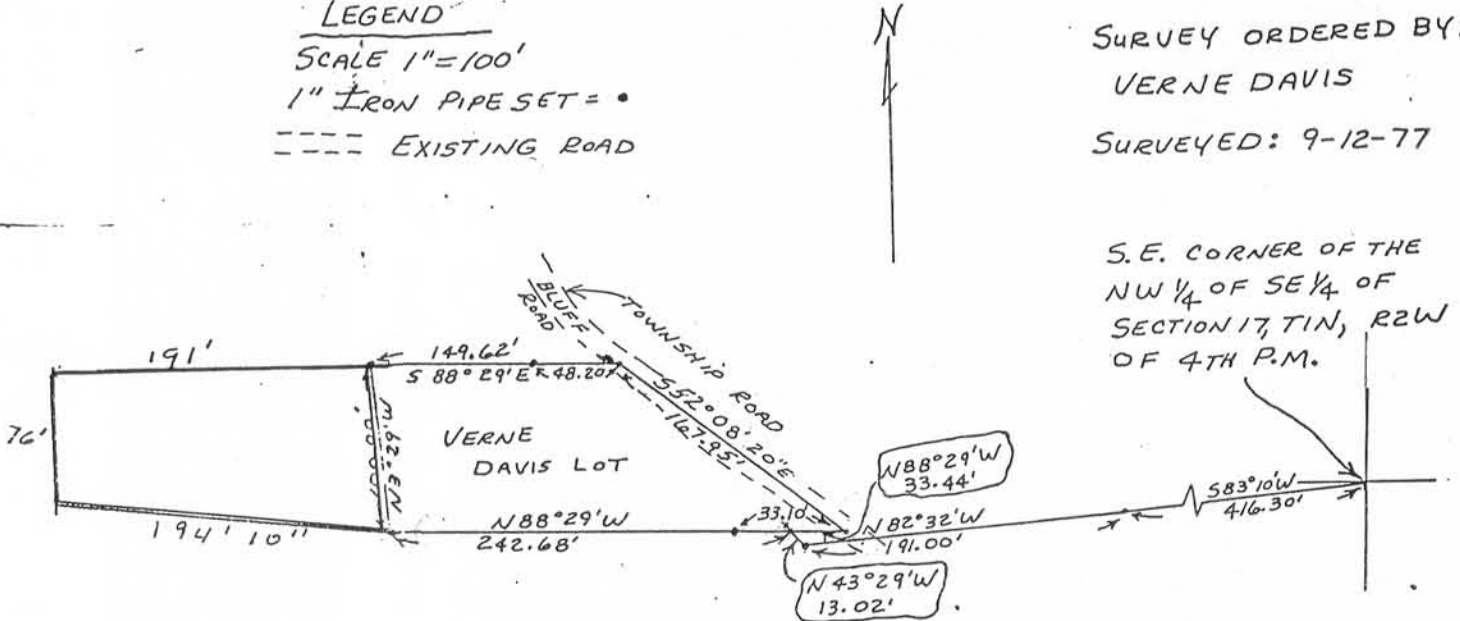 LEGEND
SCALE 1"=100'
1" IRON PIPE SET = •
EXISTING ROAD
N
SURVEY ORDERED BY:
VERNE DAVIS
SURVEYED: 9-12-77
S.E. CORNER OF THE
NW 1/4 OF SE 1/4 OF
SECTION 17, T1N, R2W
OF 4TH P.M.
BLUFF
ROAD
TOWNSHIP ROAD
191'
149.62'
S 88° 29' E
48.20'
S 52° 08' 20" E
167.95'
76'
VERNE
DAVIS LOT
N 88° 29' W
33.44'
S 83° 10' W
416.30'
194' 10"
N 88° 29' W
242.68'
33.10'
N 82° 32' W
191.00'
N 43° 29' W
13.02'